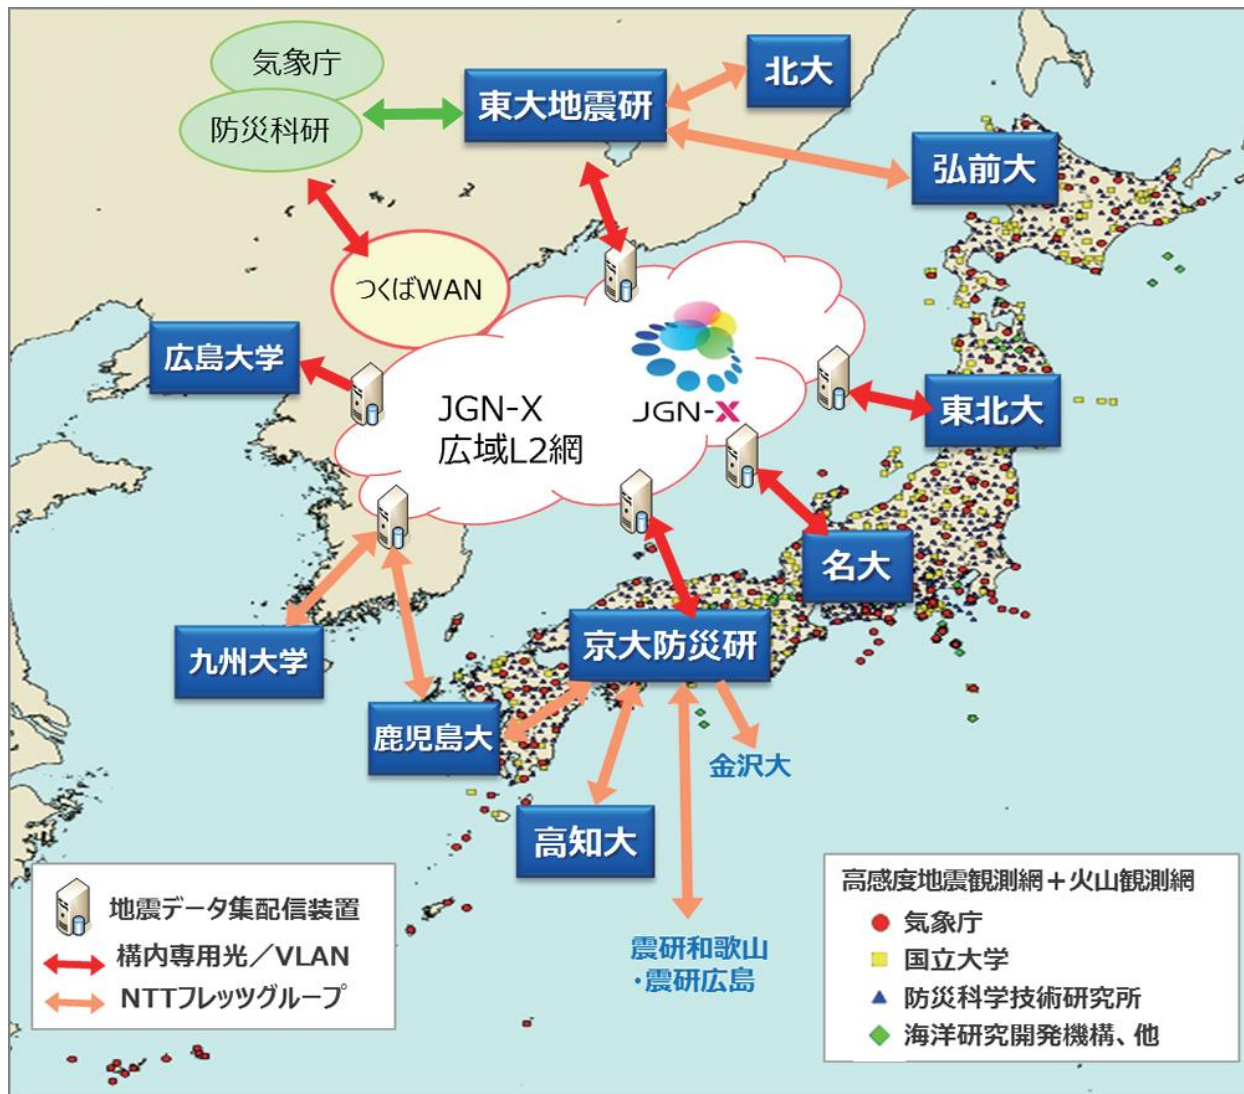 気象庁
防災科研
東大地震研
北大
弘前大
つくばWAN
広島大学
JGN-X
広域L2網
JGN-X
東北大
名大
京大防災研
九州大学
鹿児島大
金沢大
高知大
震研和歌山
・震研広島
地震データ集配信装置
構内専用光／VLAN
NTTフレッツグループ
高感度地震観測網＋火山観測網
気象庁
国立大学
防災科学技術研究所
海洋研究開発機構、他